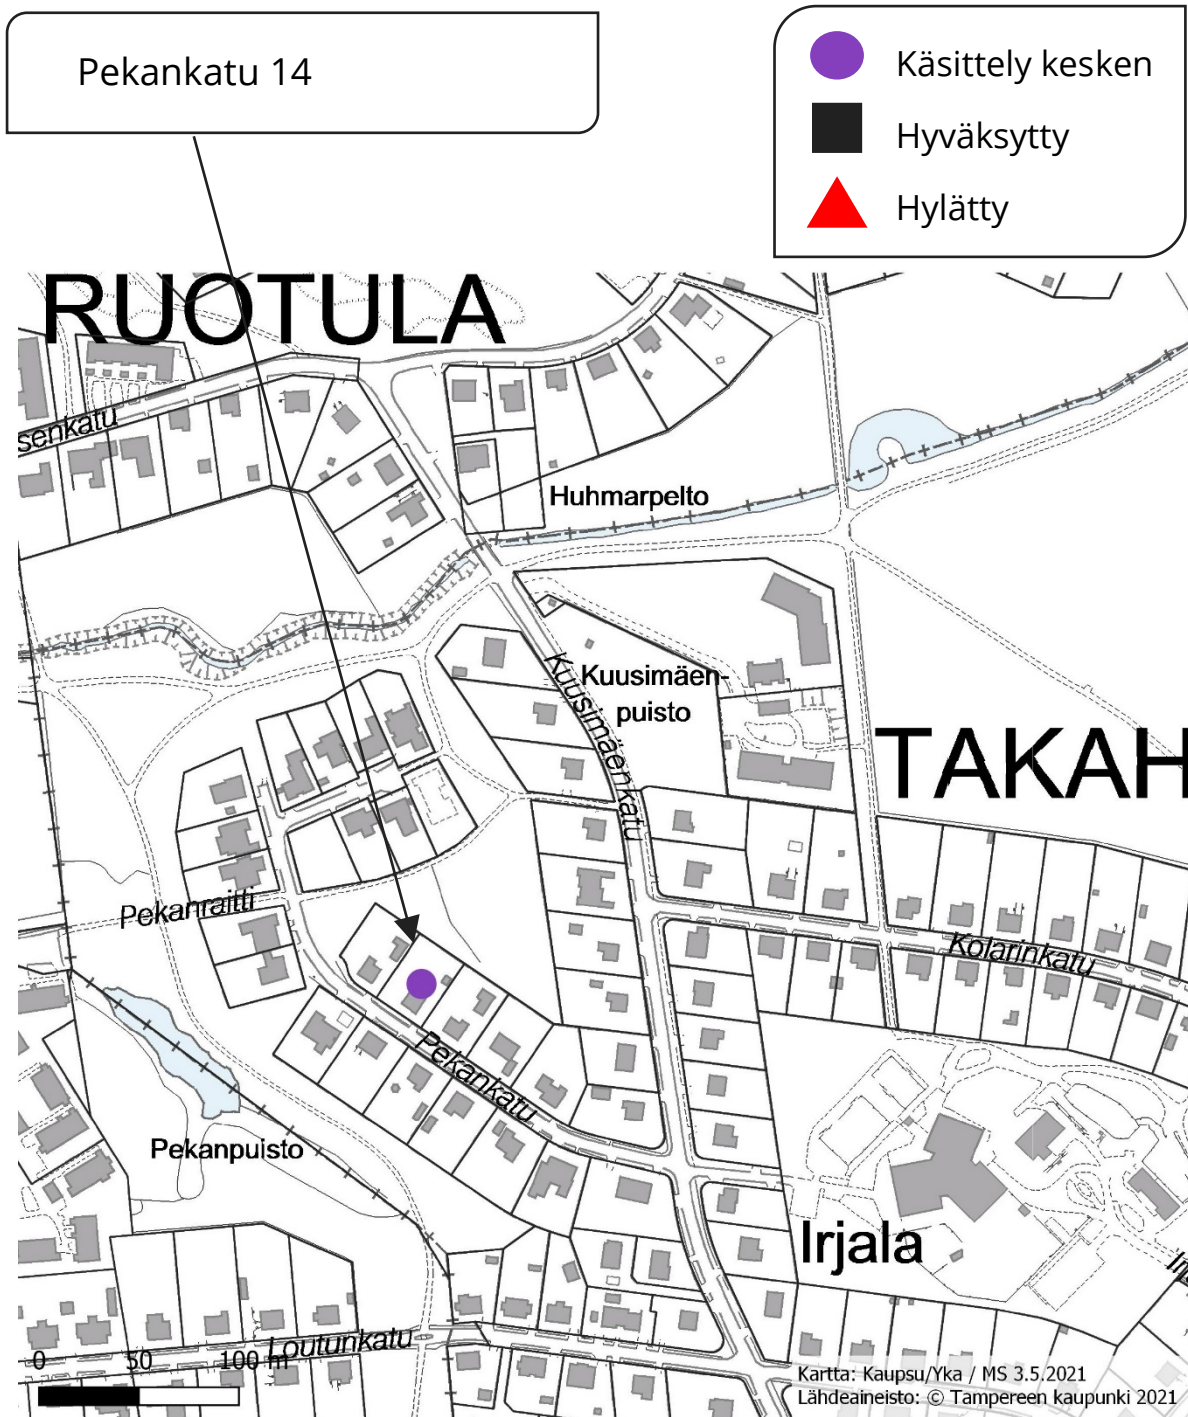 Pekankatu 14
Käsittely kesken
Hyväksytty
Hylätty
RUOTULA
senkatu
Huhmarpelto
Kuusimäen-
puisto
Kuusimäenkatu
TAKAH
Pekanraitti
Kolarinkatu
Pekankatu
Pekanpuisto
Irjala
Loutunkatu
0 50 100 m
Kartta: Kaupsu/Yka / MS 3.5.2021
Lähdeaineisto: © Tampereen kaupunki 2021